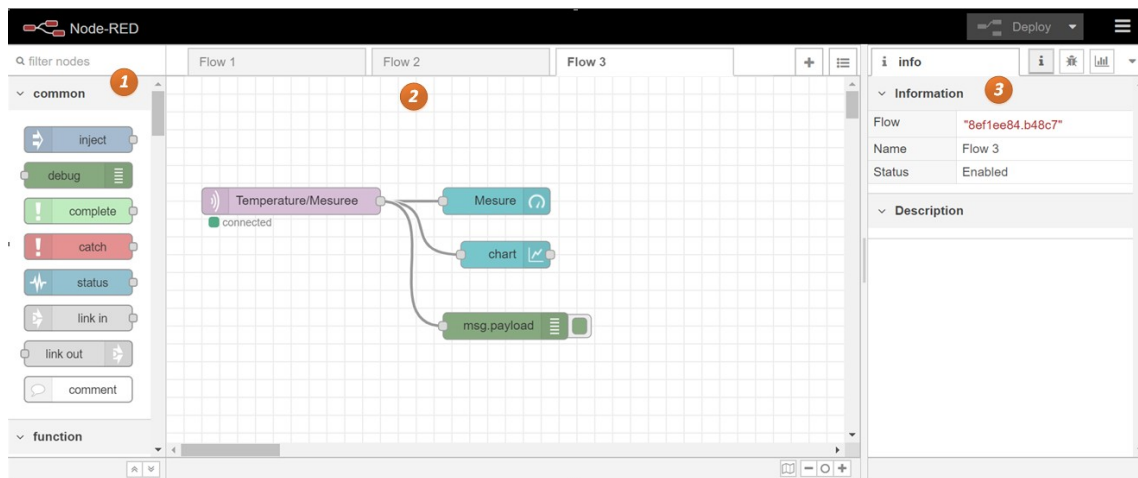 Node-RED
Deploy
filter nodes
1
Flow 1
Flow 2
Flow 3
i info
i
common
2
Information
3
inject
Flow
"8ef1ee84.b48c7"
debug
Name
Flow 3
Status
Enabled
Temperature/Mesuree
Mesure
complete
connected
Description
catch
chart
status
link in
msg.payload
link out
comment
function